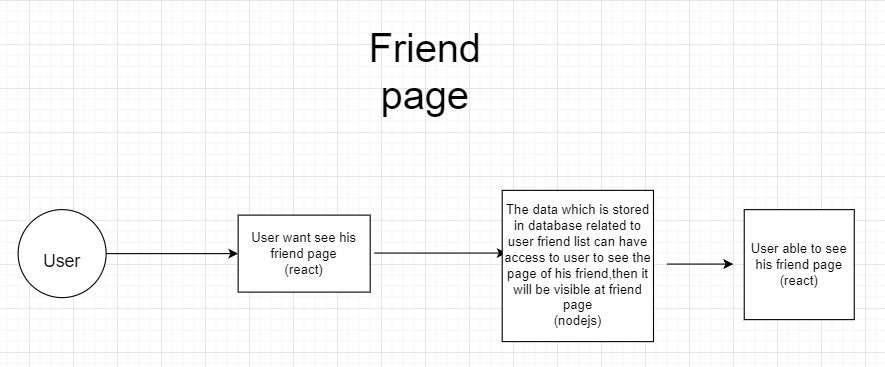 Friend
page
User
User want see his
friend page
(react)
The data which is stored
in database related to
user friend list can have
access to user to see the
page of his friend,then it
will be visible at friend
page
(nodejs)
User able to see
his friend page
(react)